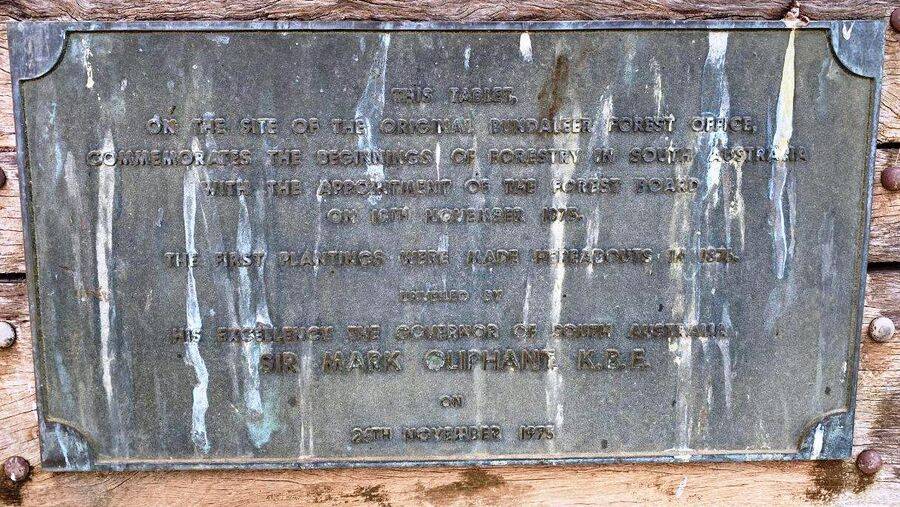 THIS TABLET,
ON THE SITE OF THE ORIGINAL BUNDALEER FOREST OFFICE,
COMMEMORATES THE BEGINNINGS OF FORESTRY IN SOUTH AUSTRALIA
WITH THE APPOINTMENT OF THE FOREST BOARD
ON NOVEMBER 1875.
THE FIRST PLANTINGS WERE MADE HEREABOUTS IN 1876.
UNVEILED BY
HIS EXCELLENCY THE GOVERNOR OF SOUTH AUSTRALIA
SIR MARK OLIPHANT, K.B.E.
ON
NOVEMBER 1975